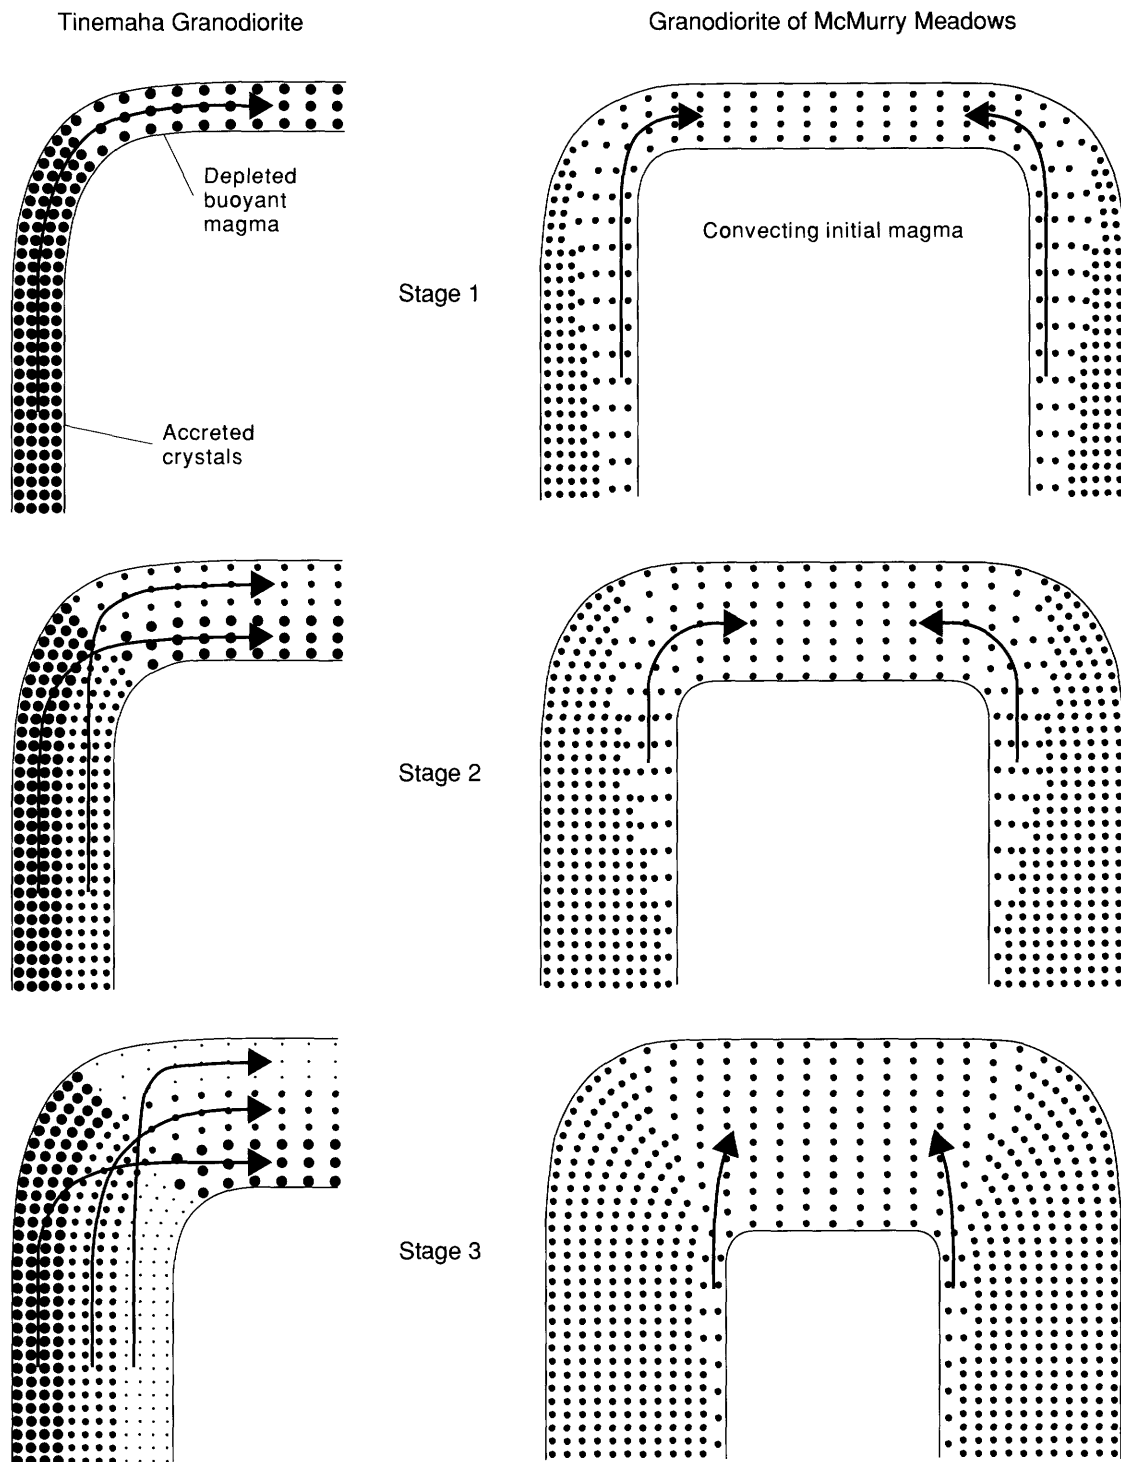 Tinemaha Granodiorite
Granodiorite of McMurry Meadows
Depleted
buoyant
magma
Convecting initial magma
Stage 1
Accreted
crystals
Stage 2
Stage 3